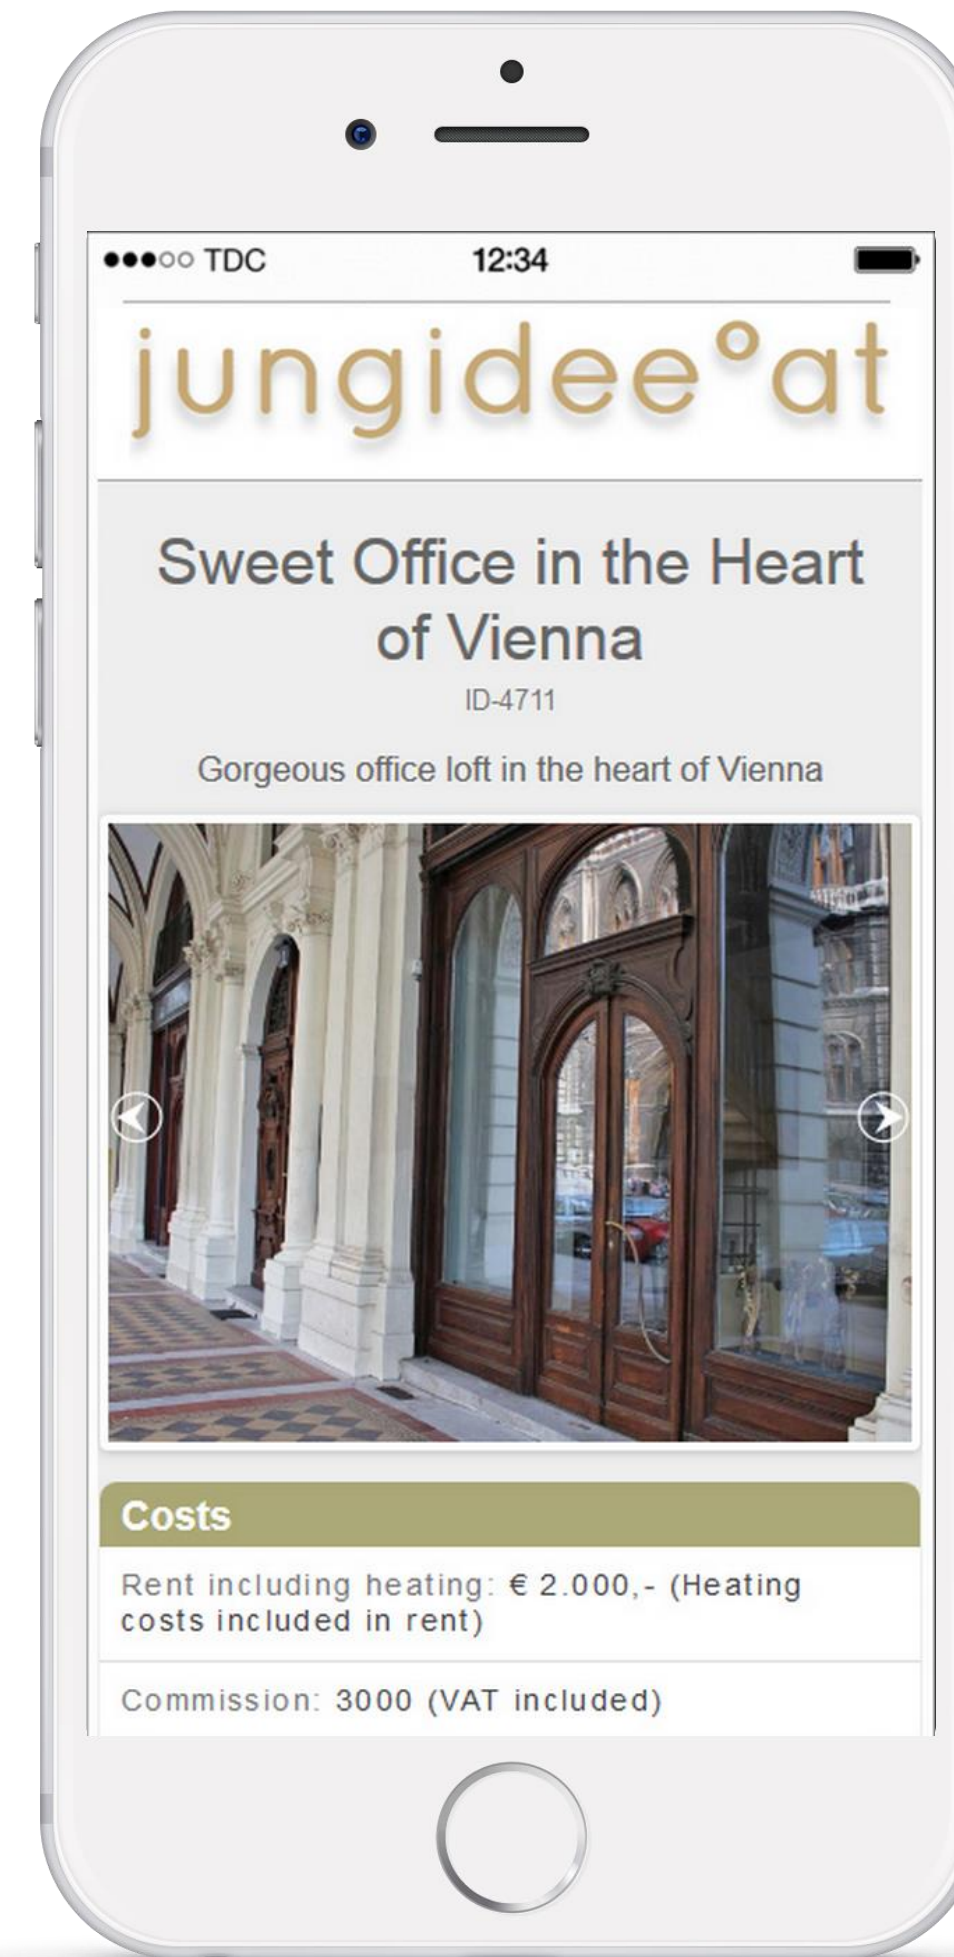 ●●●○○ TDC 12:34
jungidee°at
Sweet Office in the Heart
of Vienna
ID-4711
Gorgeous office loft in the heart of Vienna
Costs
Rent including heating: € 2.000,- (Heating
costs included in rent)
Commission: 3000 (VAT included)